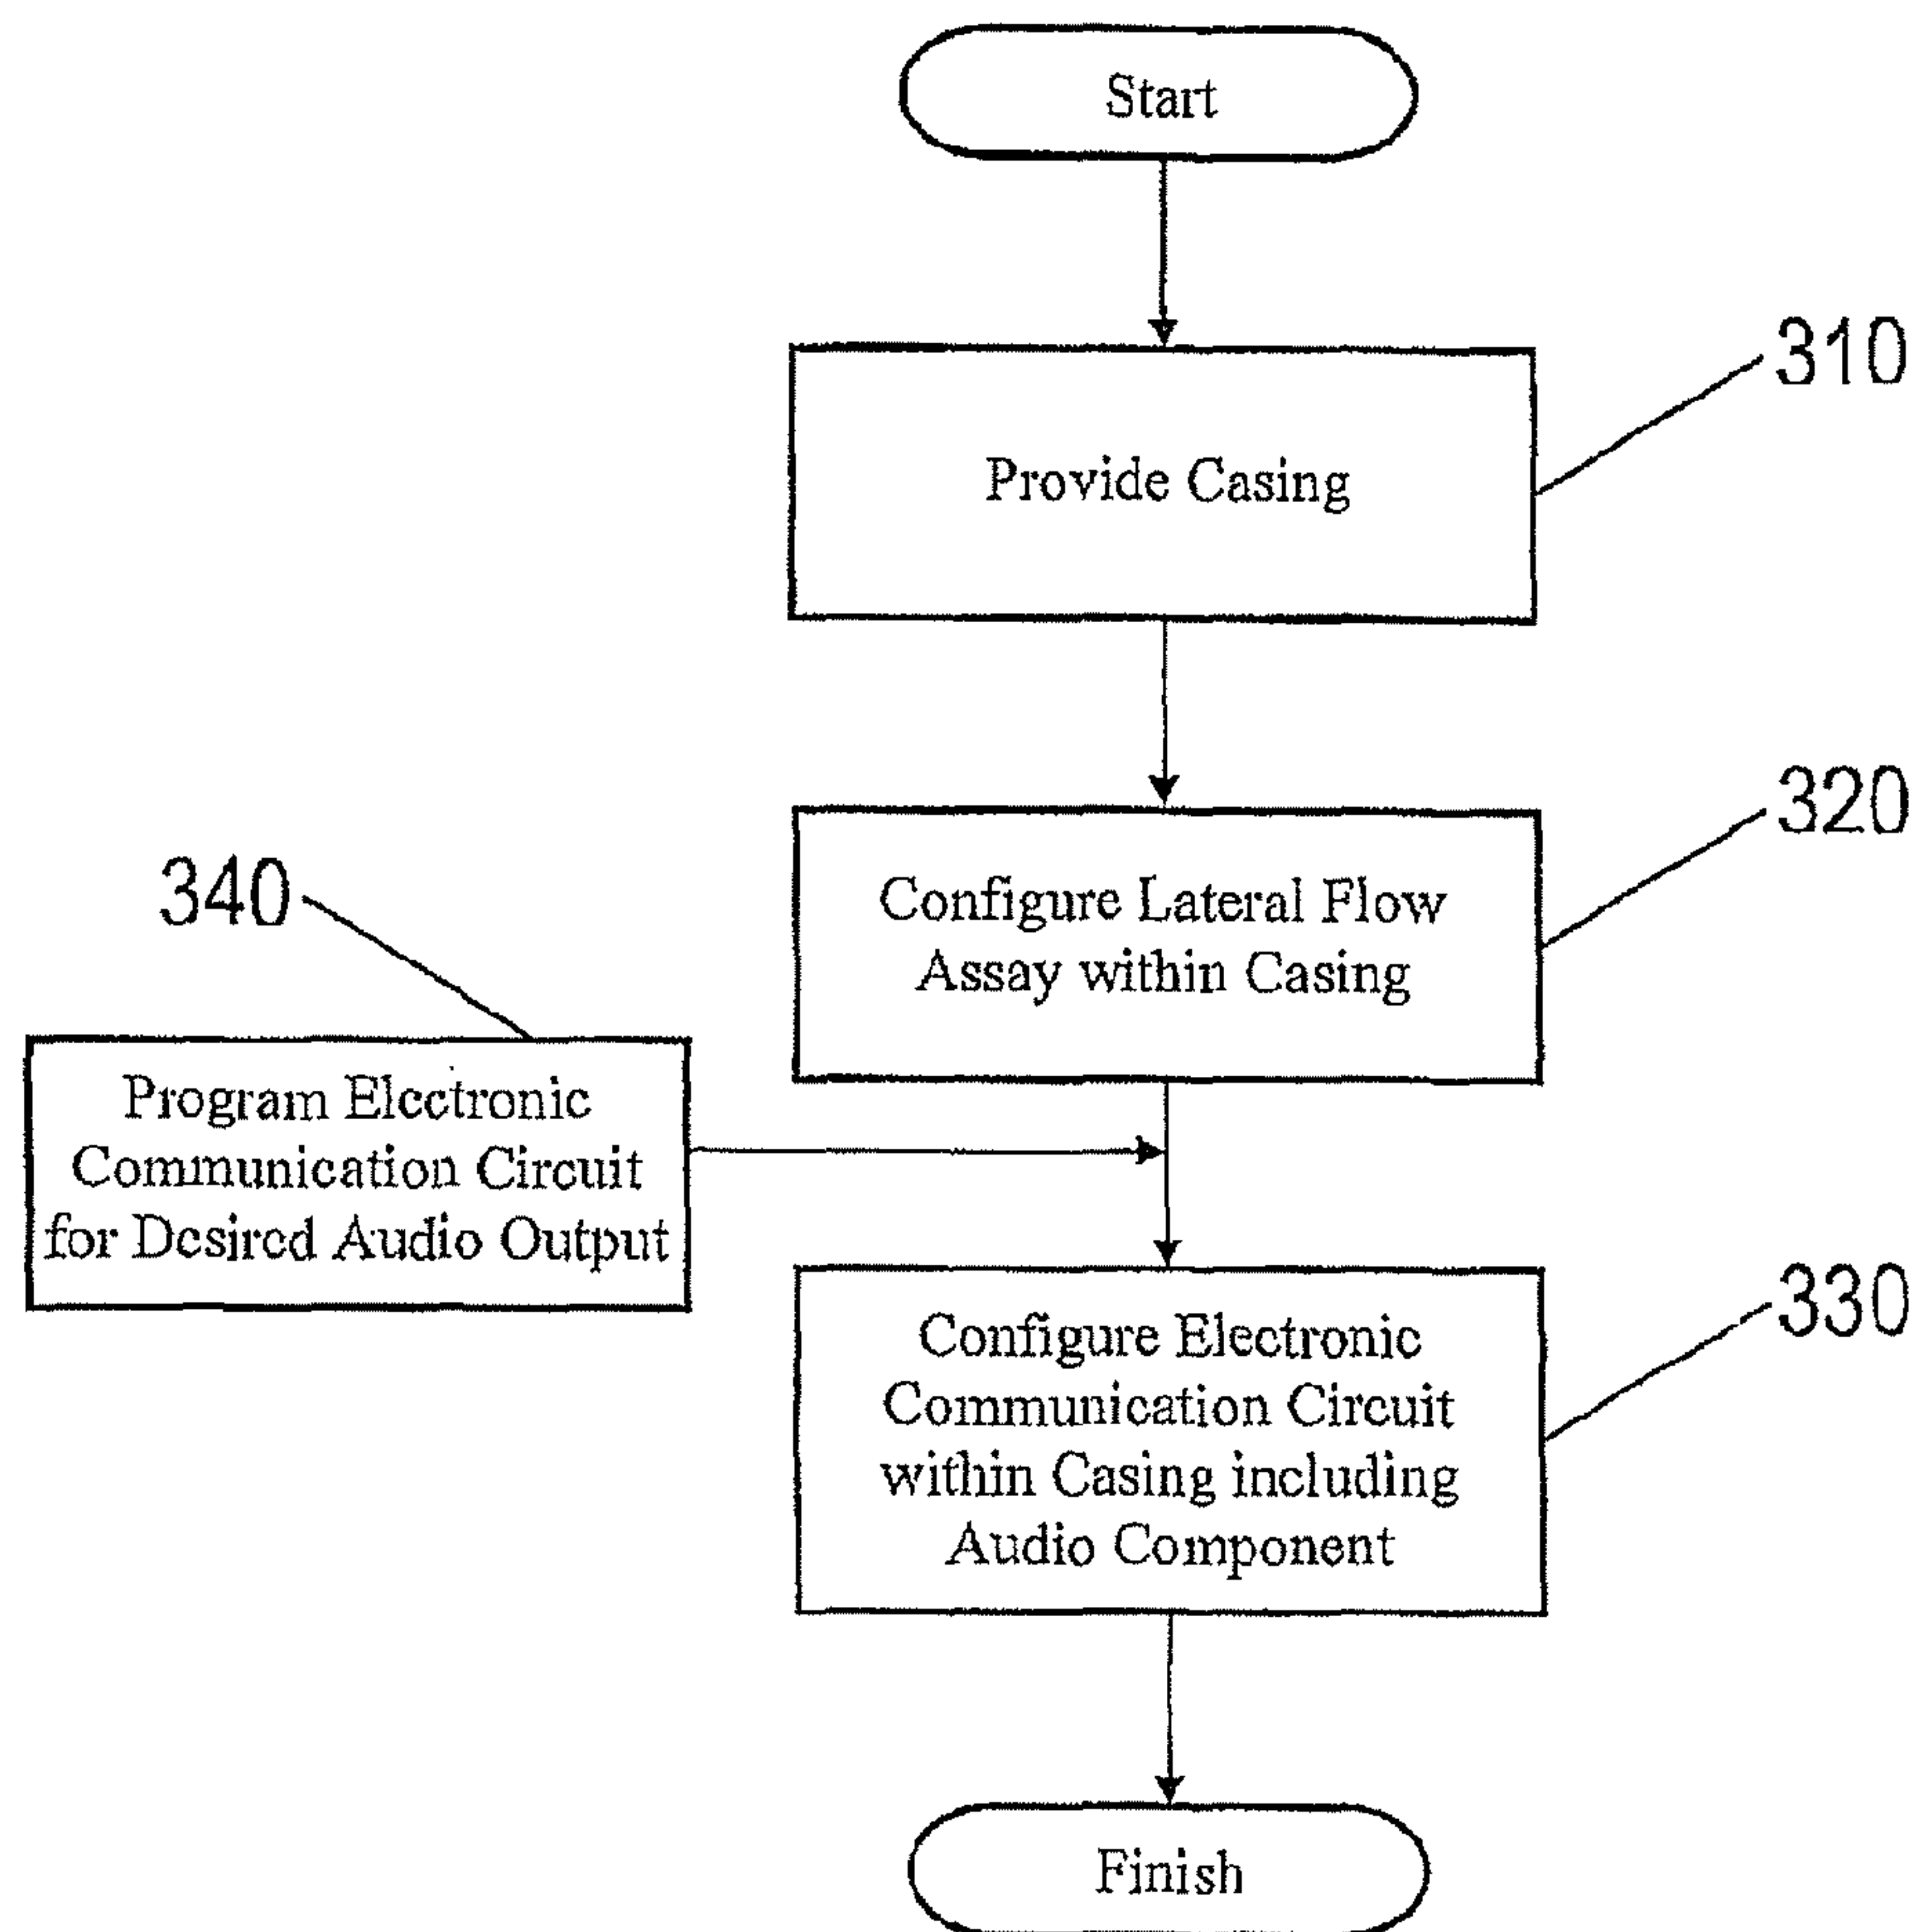 Start
310
Provide Casing
320
Configure Lateral Flow
Assay within Casing
340
Program Electronic
Communication Circuit
for Desired Audio Output
330
Configure Electronic
Communication Circuit
within Casing including
Audio Component
Finish